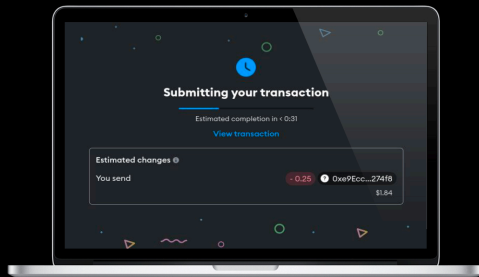 Submitting your transaction
Estimated completion in < 0:31
View transaction
Estimated changes
You send
- 0.25 ? 0xe9Ecc...274f8
$1.84